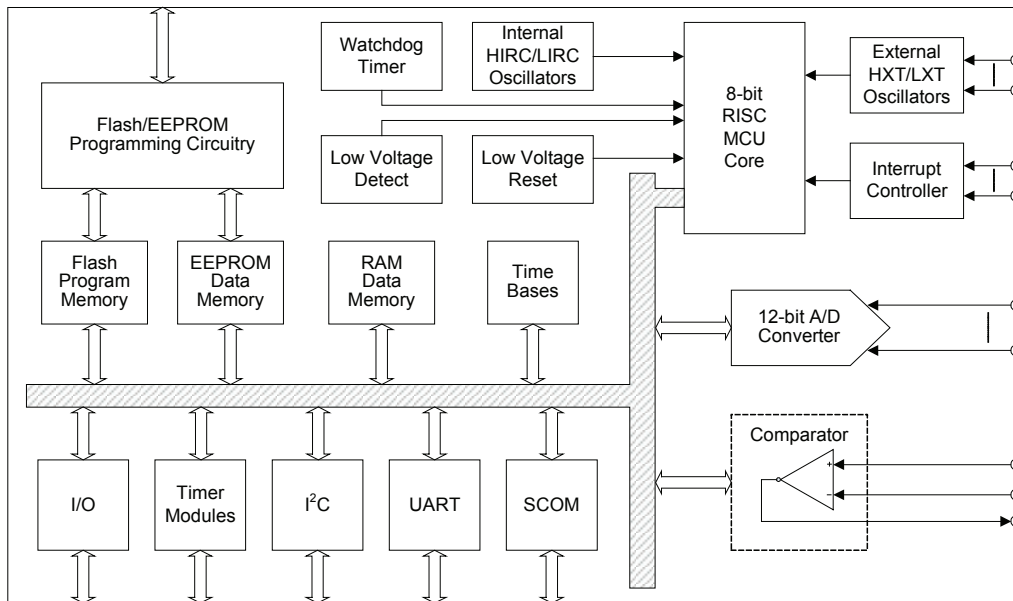 Flash/EEPROM
Programming Circuitry
Watchdog
Timer
Internal
HIRC/LIRC
Oscillators
8-bit
RISC
MCU
Core
External
HXT/LXT
Oscillators
Low Voltage
Detect
Low Voltage
Reset
Interrupt
Controller
Flash
Program
Memory
EEPROM
Data
Memory
RAM
Data
Memory
Time
Bases
12-bit A/D
Converter
Comparator
+
−
I/O
Timer
Modules
I²C
UART
SCOM